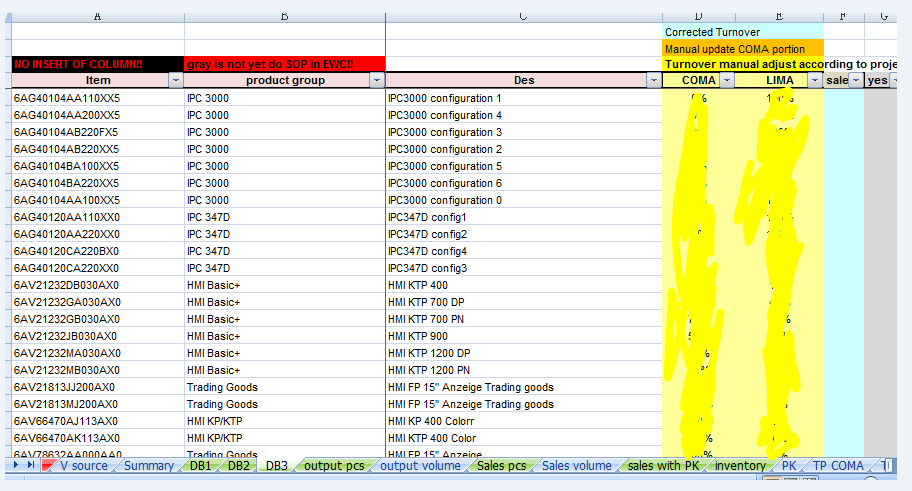 A B C D E F G
Corrected Turnover
Manual update COMA portion
NO INSERT OF COLUMN!! gray is not yet do SOP in EWC!! Turnover manual adjust according to proje
Item product group Des COMA LIMA sale yes
6AG40104AA110XX5 IPC 3000 IPC3000 configuration 1
6AG40104AA200XX5 IPC 3000 IPC3000 configuration 4
6AG40104AB220FX5 IPC 3000 IPC3000 configuration 3
6AG40104AB220XX5 IPC 3000 IPC3000 configuration 2
6AG40104BA100XX5 IPC 3000 IPC3000 configuration 5
6AG40104BA220XX5 IPC 3000 IPC3000 configuration 6
6AG40104AA100XX5 IPC 3000 IPC3000 configuration 0
6AG40120AA110XX0 IPC 347D IPC347D config1
6AG40120AA220XX0 IPC 347D IPC347D config2
6AG40120CA220BX0 IPC 347D IPC347D config4
6AG40120CA220XX0 IPC 347D IPC347D config3
6AV21232DB030AX0 HMI Basic+ HMI KTP 400
6AV21232GA030AX0 HMI Basic+ HMI KTP 700 DP
6AV21232GB030AX0 HMI Basic+ HMI KTP 700 PN
6AV21232JB030AX0 HMI Basic+ HMI KTP 900
6AV21232MA030AX0 HMI Basic+ HMI KTP 1200 DP
6AV21232MB030AX0 HMI Basic+ HMI KTP 1200 PN
6AV21813JJ200AX0 Trading Goods HMI FP 15" Anzeige Trading goods
6AV21813MJ200AX0 Trading Goods HMI FP 15" Anzeige Trading goods
6AV66470AJ113AX0 HMI KP/KTP HMI KP 400 Colorr
6AV66470AK113AX0 HMI KP/KTP HMI KTP 400 Color
6AV78632AA000AA0 Trading Goods HMI FP 15" Anzeige
V source Summary DB1 DB2 DB3 output pcs output volume Sales pcs Sales volume sales with PK inventory PK TP COMA